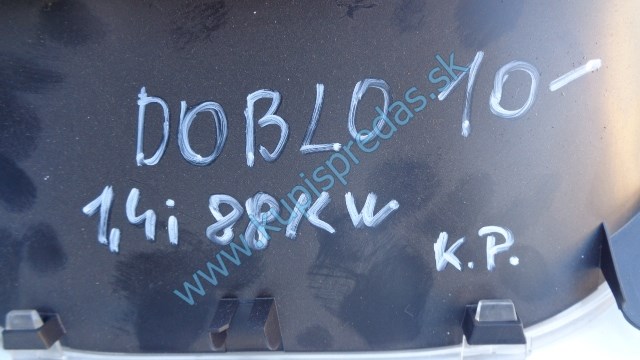 DOBLO 10-
1,4i 88KW
K.P.
www.kupispredas.sk